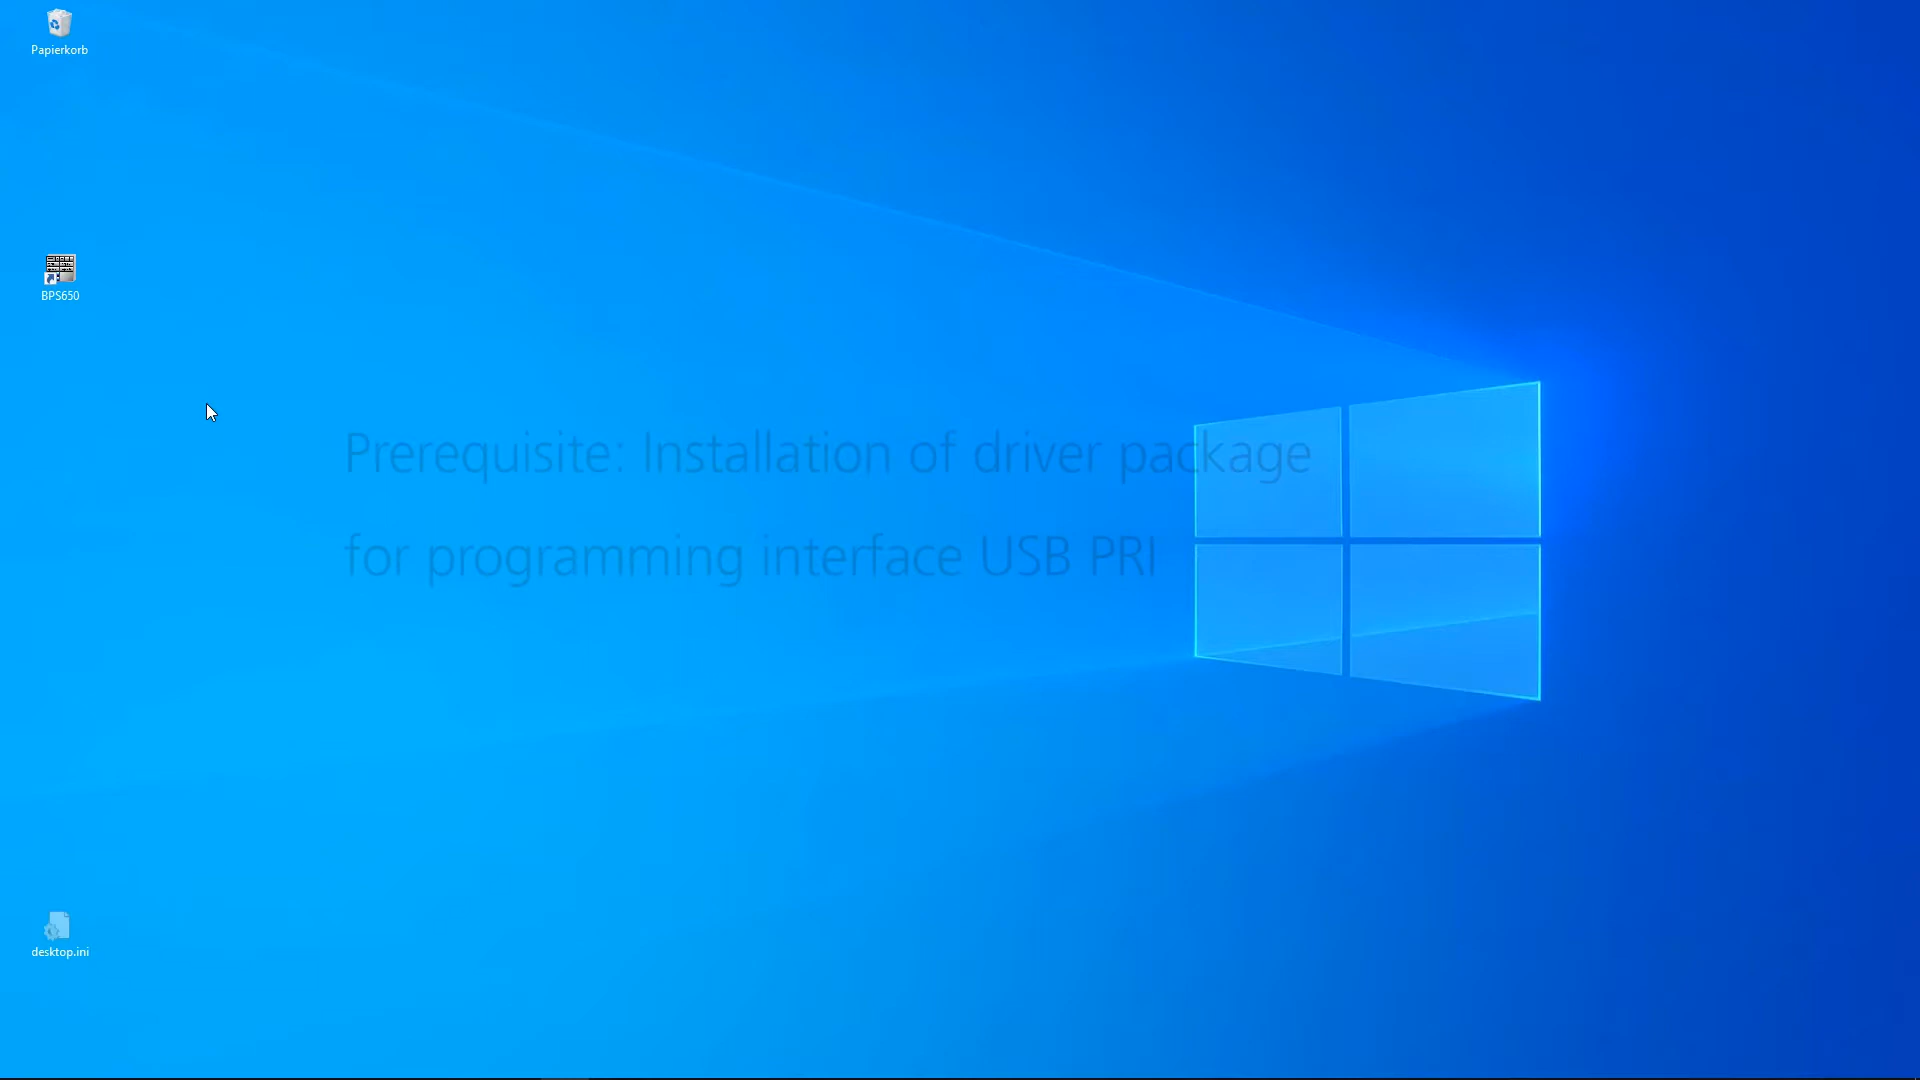 Papierkorb
BPS650
Prerequisite: Installation of driver package
for programming interface USB PRI
desktop.ini